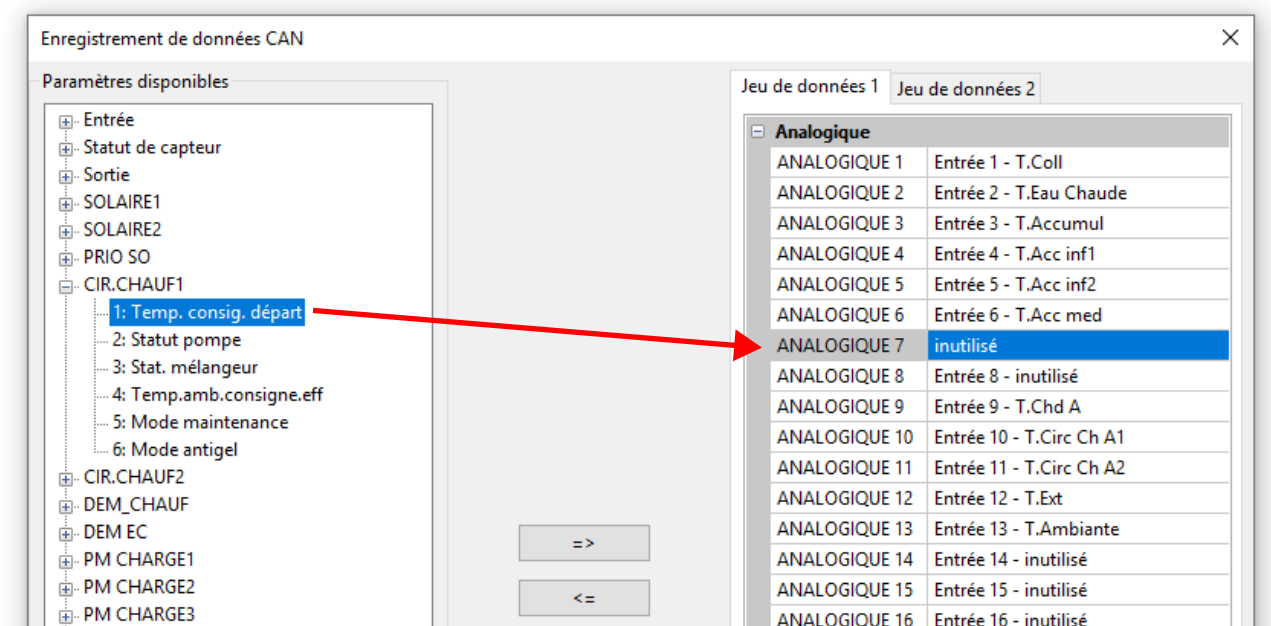 Enregistrement de données CAN
Paramètres disponibles
Entrée
Statut de capteur
Sortie
SOLAIRE1
SOLAIRE2
PRIO SO
CIR.CHAUF1
1: Temp. consig. départ
2: Statut pompe
3: Stat. mélangeur
4: Temp.amb.consigne.eff
5: Mode maintenance
6: Mode antigel
CIR.CHAUF2
DEM_CHAUF
DEM EC
PM CHARGE1
PM CHARGE2
PM CHARGE3
=>
<=
Jeu de données 1 Jeu de données 2
Analogique
ANALOGIQUE 1 Entrée 1 - T.Coll
ANALOGIQUE 2 Entrée 2 - T.Eau Chaude
ANALOGIQUE 3 Entrée 3 - T.Accumul
ANALOGIQUE 4 Entrée 4 - T.Acc inf1
ANALOGIQUE 5 Entrée 5 - T.Acc inf2
ANALOGIQUE 6 Entrée 6 - T.Acc med
ANALOGIQUE 7 inutilisé
ANALOGIQUE 8 Entrée 8 - inutilisé
ANALOGIQUE 9 Entrée 9 - T.Chd A
ANALOGIQUE 10 Entrée 10 - T.Circ Ch A1
ANALOGIQUE 11 Entrée 11 - T.Circ Ch A2
ANALOGIQUE 12 Entrée 12 - T.Ext
ANALOGIQUE 13 Entrée 13 - T.Ambiante
ANALOGIQUE 14 Entrée 14 - inutilisé
ANALOGIQUE 15 Entrée 15 - inutilisé
ANALOGIQUE 16 Entrée 16 - inutilisé